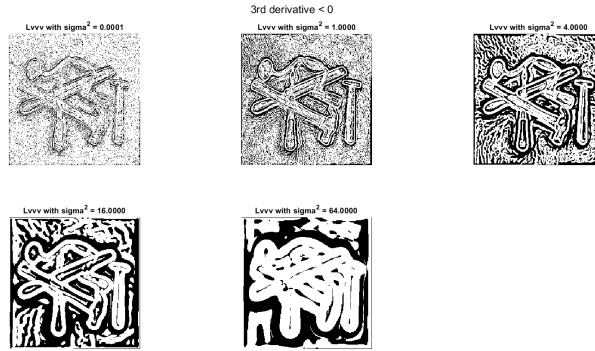 3rd derivative < 0
Lvvv with sigma² = 0.0001
Lvvv with sigma² = 1.0000
Lvvv with sigma² = 4.0000
Lvvv with sigma² = 16.0000
Lvvv with sigma² = 64.0000